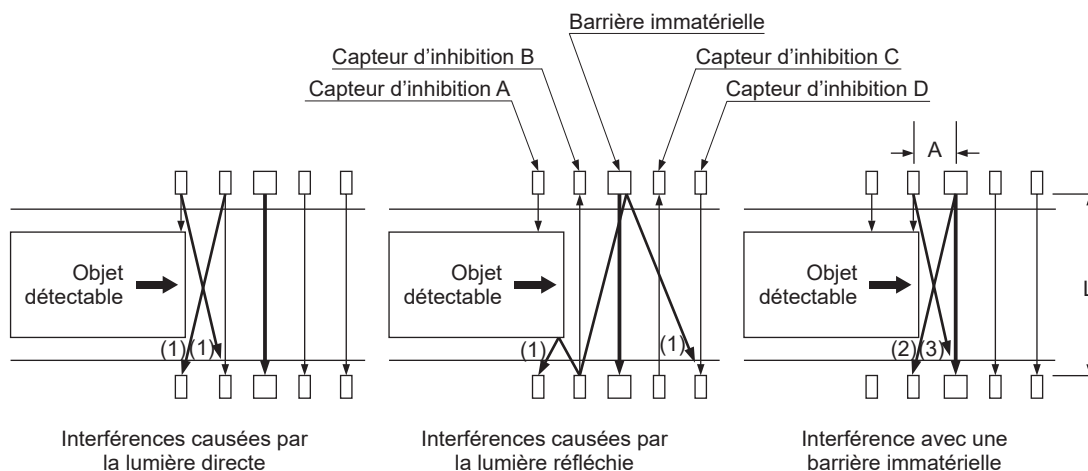 Barrière immatérielle
Capteur d'inhibition B
Capteur d'inhibition C
Capteur d'inhibition A
Capteur d'inhibition D
A
Objet
détectable
(1)
(1)
Objet
détectable
(1)
(1)
Objet
détectable
(2)
(3)
L
Interférences causées par
la lumière directe
Interférences causées par
la lumière réfléchie
Interférence avec une
barrière immatérielle